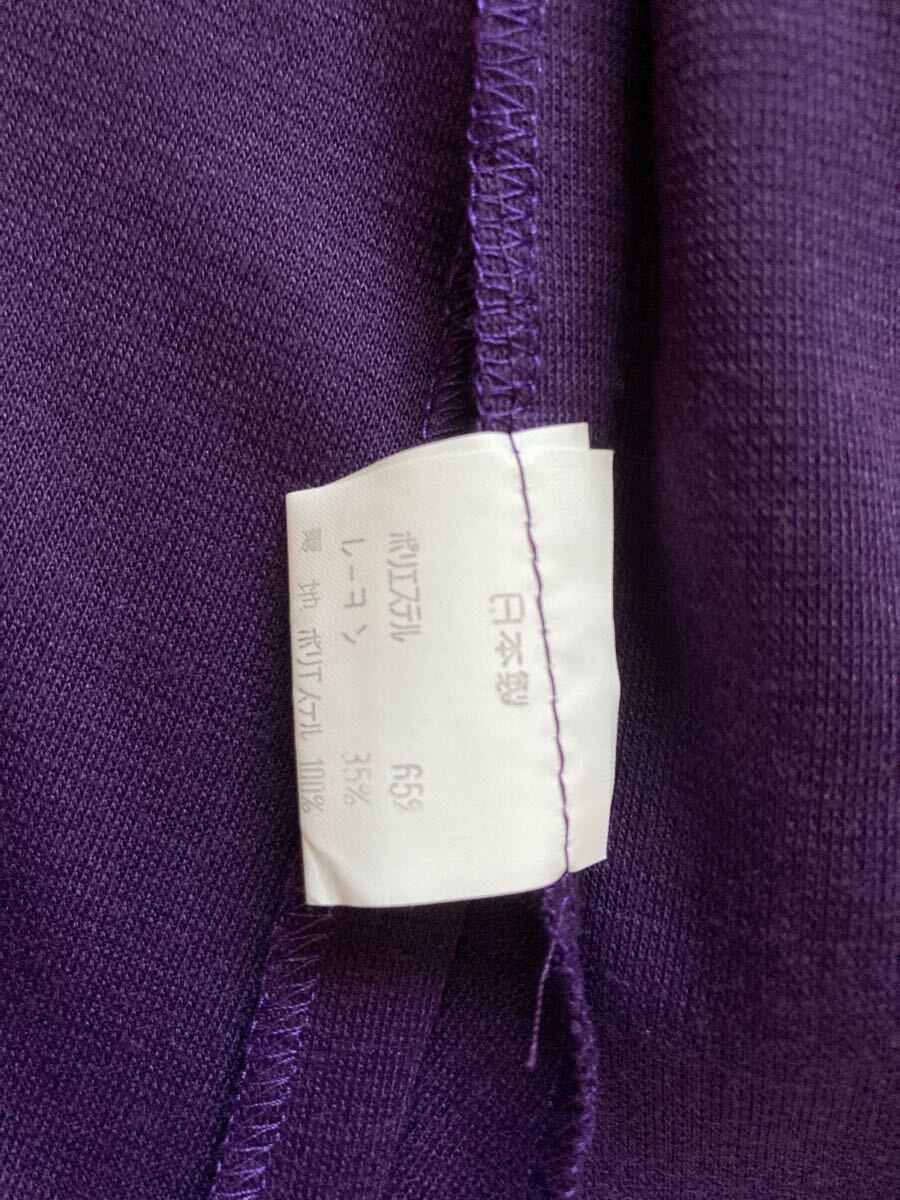 日本製
ポリエステル 65%
レーヨン 35%
裏地 ポリエステル 100%